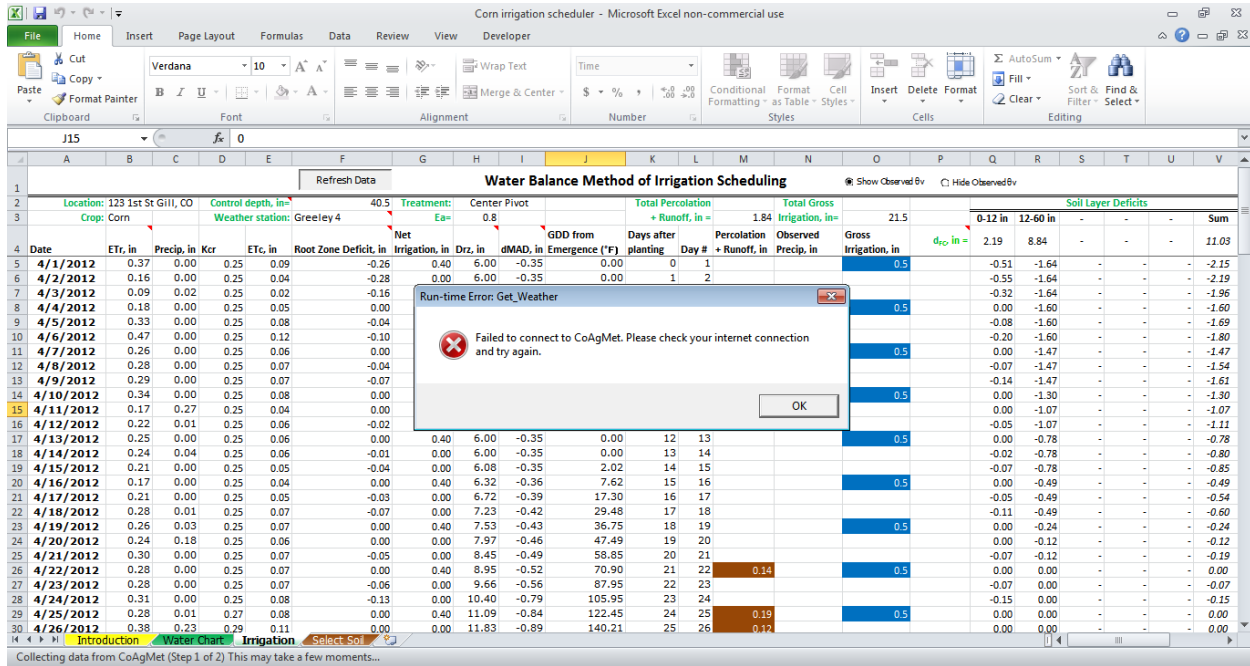 Corn irrigation scheduler - Microsoft Excel non-commercial use
File Home Insert Page Layout Formulas Data Review View Developer
Cut Copy Format Painter Paste Clipboard
Verdana 10 B I U A A A Font
Wrap Text Merge & Center Alignment
Time $ % , Number
Conditional Formatting Format as Table Cell Styles Styles
Insert Delete Format Cells
Σ AutoSum Fill Clear Sort & Filter Find & Select Editing
J15 fx 0
A B C D E F G H I J K L M N O P Q R S T U V
1 Refresh Data Water Balance Method of Irrigation Scheduling Show Observed θv Hide Observed θv
2 Location: 123 1st St Gill, CO Control depth, in= 40.5 Treatment: Center Pivot Total Percolation Total Gross Soil Layer Deficits
3 Crop: Corn Weather station: Greeley 4 Ea= 0.8 + Runoff, in = 1.84 Irrigation, in= 21.5 0-12 in 12-60 in - - - Sum
4 Date ETr, in Precip, in Kcr ETc, in Root Zone Deficit, in Net Irrigation, in Drz, in dMAD, in GDD from Emergence (°F) Days after planting Day # Percolation + Runoff, in Observed Precip, in Gross Irrigation, in dFC, in = 2.19 8.84 - - - 11.03
5 4/1/2012 0.37 0.00 0.25 0.09 -0.26 0.40 6.00 -0.35 0.00 0 1 0.5 -0.51 -1.64 - - - -2.15
6 4/2/2012 0.16 0.00 0.25 0.04 -0.28 0.00 6.00 -0.35 0.00 1 2 -0.55 -1.64 - - - -2.19
7 4/3/2012 0.09 0.02 0.25 0.02 -0.16 -0.32 -1.64 - - - -1.96
8 4/4/2012 0.18 0.00 0.25 0.05 0.00 0.5 0.00 -1.60 - - - -1.60
9 4/5/2012 0.33 0.00 0.25 0.08 -0.04 -0.08 -1.60 - - - -1.69
10 4/6/2012 0.47 0.00 0.25 0.12 -0.10 -0.20 -1.60 - - - -1.80
11 4/7/2012 0.26 0.00 0.25 0.06 0.00 0.5 0.00 -1.47 - - - -1.47
12 4/8/2012 0.28 0.00 0.25 0.07 -0.04 -0.07 -1.47 - - - -1.54
13 4/9/2012 0.29 0.00 0.25 0.07 -0.07 -0.14 -1.47 - - - -1.61
14 4/10/2012 0.34 0.00 0.25 0.08 0.00 0.5 0.00 -1.30 - - - -1.30
15 4/11/2012 0.17 0.27 0.25 0.04 0.00 0.00 -1.07 - - - -1.07
16 4/12/2012 0.22 0.01 0.25 0.06 -0.02 -0.05 -1.07 - - - -1.11
Run-time Error: Get_Weather
Failed to connect to CoAgMet. Please check your internet connection
and try again.
OK
17 4/13/2012 0.25 0.00 0.25 0.06 0.00 0.40 6.00 -0.35 0.00 12 13 0.5 0.00 -0.78 - - - -0.78
18 4/14/2012 0.24 0.04 0.25 0.06 -0.01 0.00 6.00 -0.35 0.00 13 14 -0.02 -0.78 - - - -0.80
19 4/15/2012 0.21 0.00 0.25 0.05 -0.04 0.00 6.08 -0.35 2.02 14 15 -0.07 -0.78 - - - -0.85
20 4/16/2012 0.17 0.00 0.25 0.04 0.00 0.40 6.32 -0.36 7.62 15 16 0.5 0.00 -0.49 - - - -0.49
21 4/17/2012 0.21 0.00 0.25 0.05 -0.03 0.00 6.72 -0.39 17.30 16 17 -0.05 -0.49 - - - -0.54
22 4/18/2012 0.28 0.01 0.25 0.07 -0.07 0.00 7.23 -0.42 29.48 17 18 -0.11 -0.49 - - - -0.60
23 4/19/2012 0.26 0.03 0.25 0.07 0.00 0.40 7.53 -0.43 36.75 18 19 0.5 0.00 -0.24 - - - -0.24
24 4/20/2012 0.24 0.18 0.25 0.06 0.00 0.00 7.97 -0.46 47.49 19 20 0.00 -0.12 - - - -0.12
25 4/21/2012 0.30 0.00 0.25 0.07 -0.05 0.00 8.45 -0.49 58.85 20 21 -0.07 -0.12 - - - -0.19
26 4/22/2012 0.28 0.00 0.25 0.07 0.00 0.40 8.95 -0.52 70.90 21 22 0.14 0.5 0.00 0.00 - - - 0.00
27 4/23/2012 0.28 0.00 0.25 0.07 -0.06 0.00 9.66 -0.56 87.95 22 23 -0.07 0.00 - - - -0.07
28 4/24/2012 0.31 0.00 0.25 0.08 -0.13 0.00 10.40 -0.79 105.95 23 24 -0.15 0.00 - - - -0.15
29 4/25/2012 0.28 0.01 0.27 0.08 0.00 0.40 11.09 -0.84 122.45 24 25 0.19 0.5 0.00 0.00 - - - 0.00
30 4/26/2012 0.38 0.23 0.29 0.11 0.00 0.00 11.83 -0.89 140.21 25 26 0.12 0.00 0.00 - - - 0.00
Introduction Water Chart Irrigation Select Soil
Collecting data from CoAgMet (Step 1 of 2) This may take a few moments...